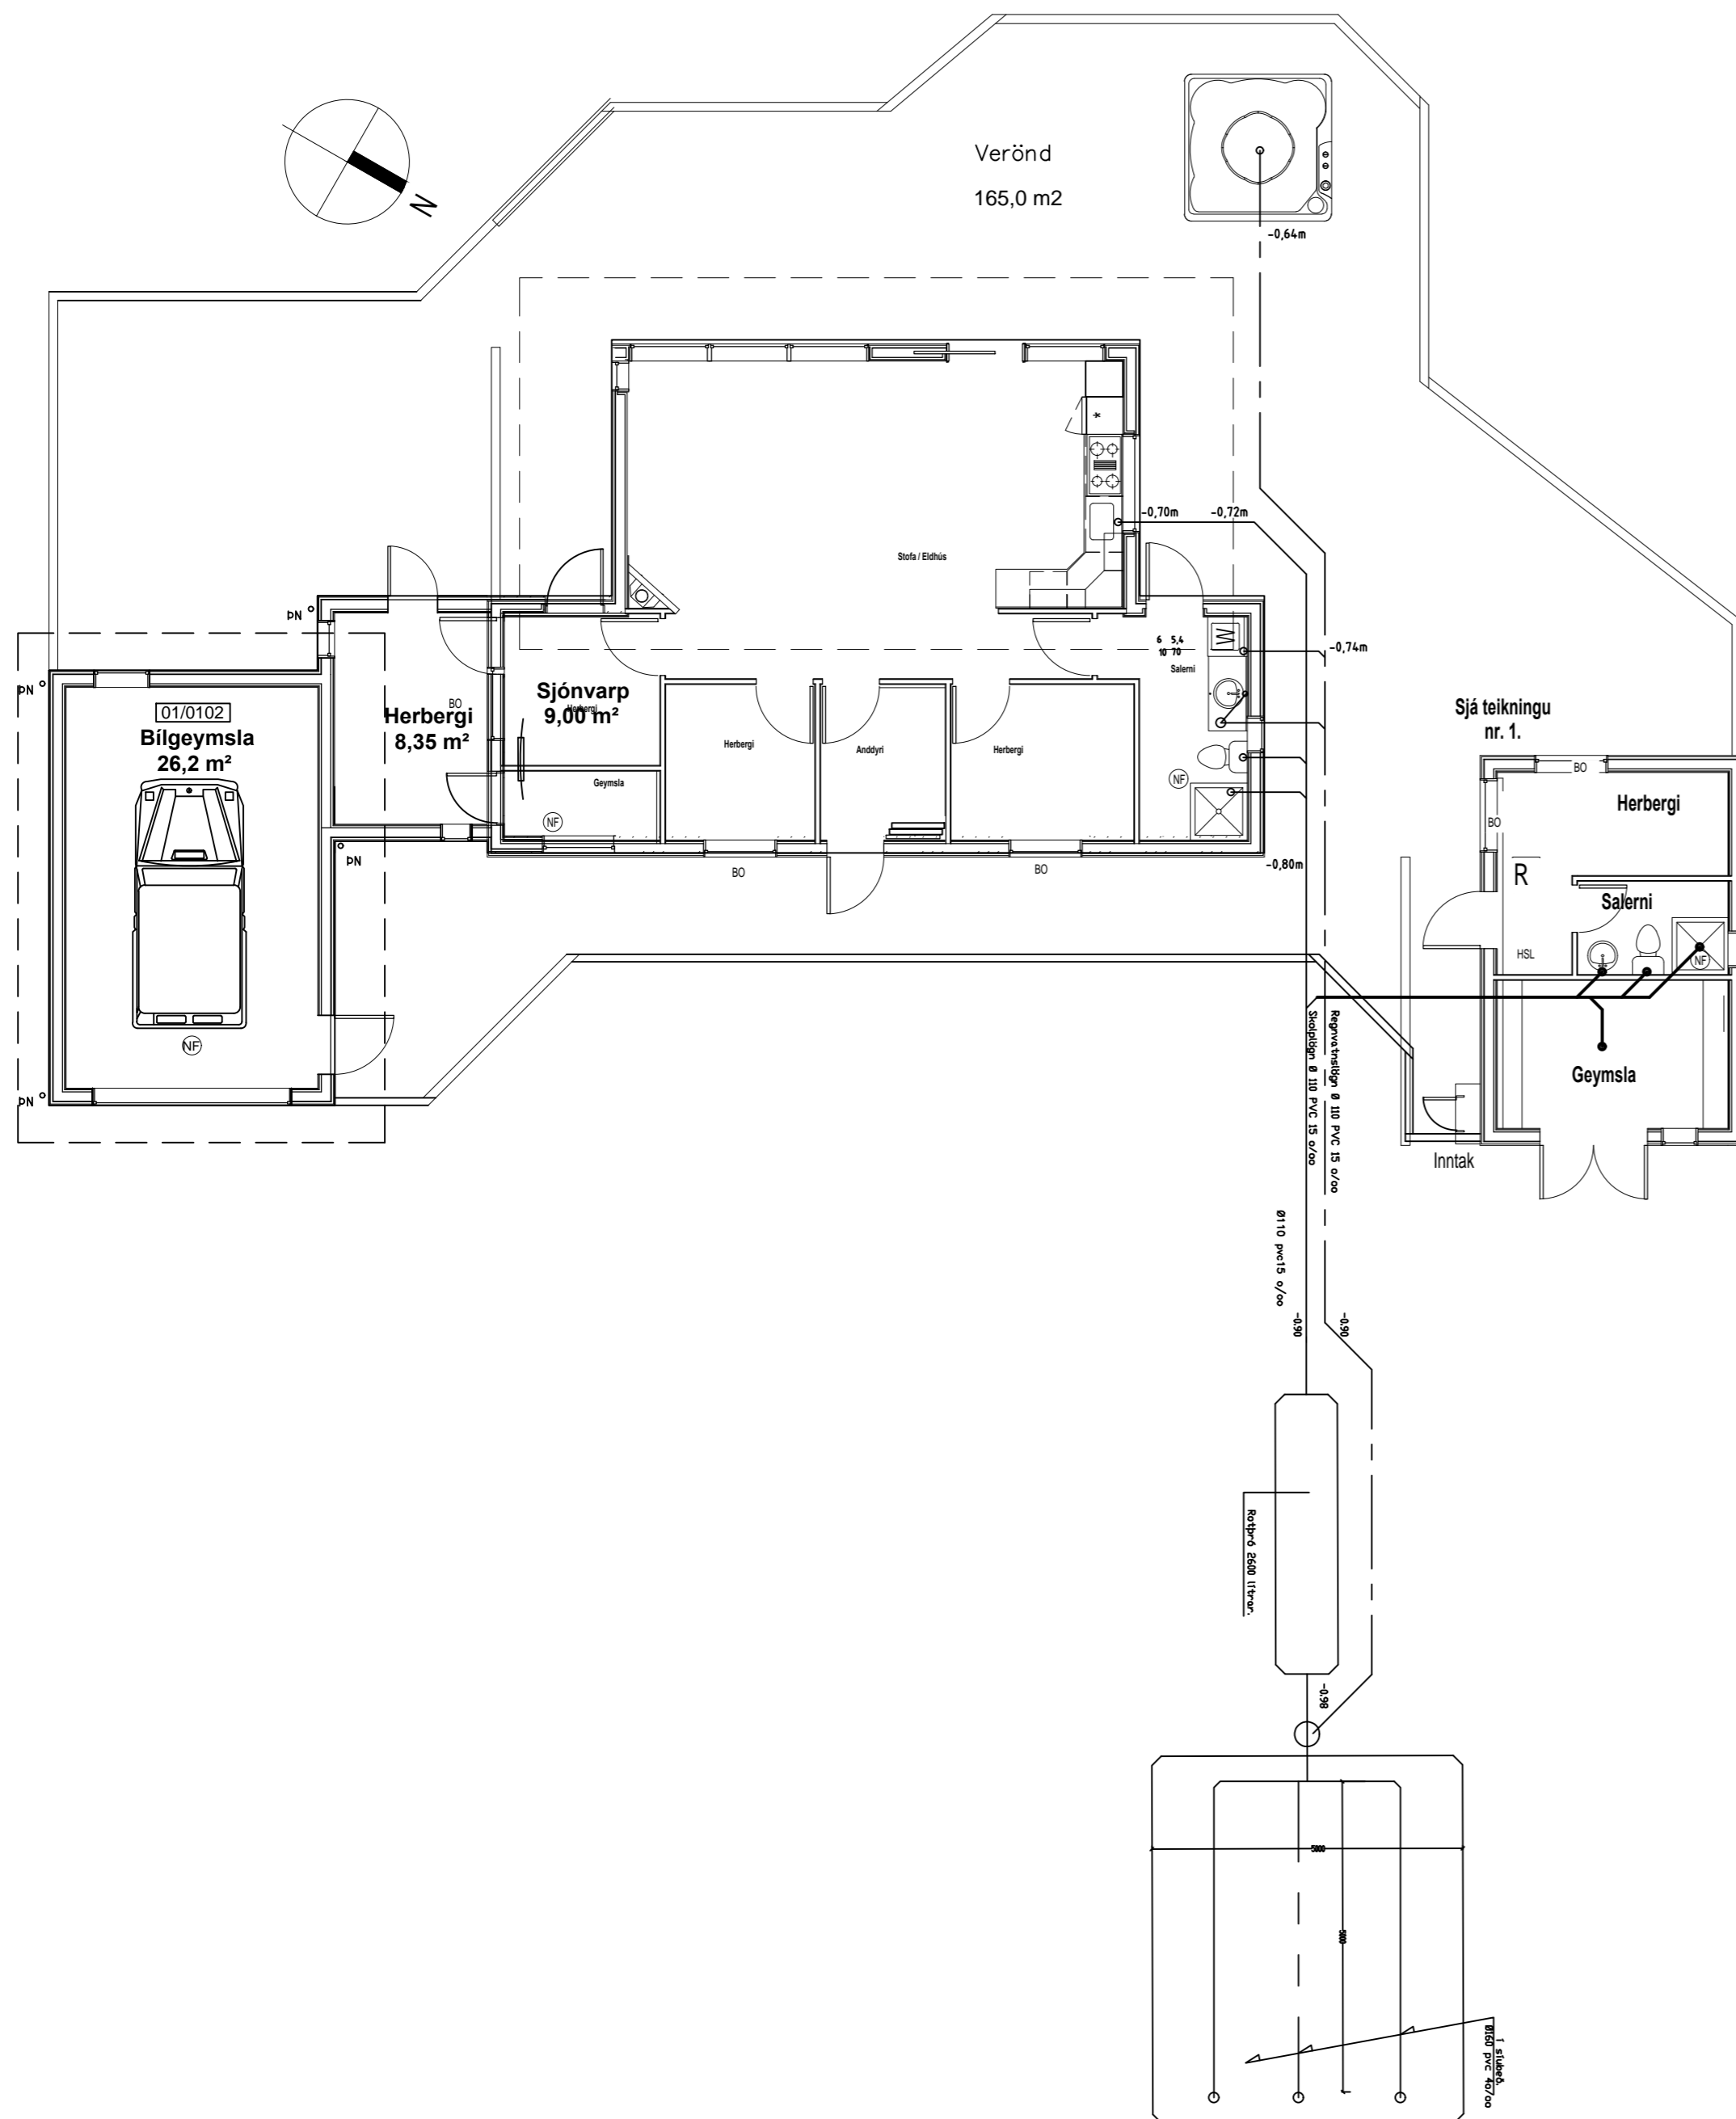 N
Verönd
165,0 m2
-0,64m
-0,70m
-0,72m
Stofa / Eldhús
ÞN
6 5,4
10 70
Salerni
-0,74m
ÞN
01/0102
Bílgeymsla
26,2 m²
BO
Herbergi
8,35 m²
Sjónvarp
Herbergi
9,00 m²
Herbergi
Anddyri
Herbergi
Sjá teikningu
nr. 1.
Geymsla
NF
NF
ÞN
BO
BO
-0,80m
BO
Herbergi
BO
R
Salerni
HSL
NF
NF
ÞN
Geymsla
Inntak
Skolplögn Ø 110 PVC 15 o/oo
Regnvatnslögn Ø 110 PVC 15 o/oo
Ø110 pvc15 o/oo
-0.90
-0.90
Rotþró 2600 lítrar.
-0.98
5000
5000
í síubeð.
Ø160 pvc 4o/oo